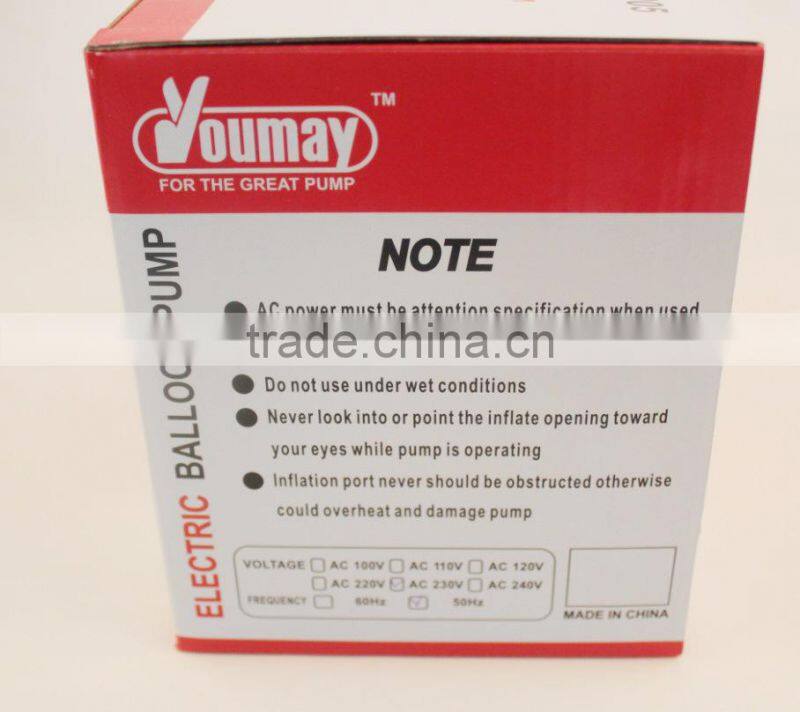 05
Youmay TM
FOR THE GREAT PUMP
NOTE
AC power must be attention specification when used
trade.china.cn
Do not use under wet conditions
Never look into or point the inflate opening toward
your eyes while pump is operating
Inflation port never should be obstructed otherwise
could overheat and damage pump
ELECTRIC BALLOON PUMP
VOLTAGE AC 100V AC 110V AC 120V
AC 220V AC 230V AC 240V
FREQUENCY 60Hz 50Hz
MADE IN CHINA